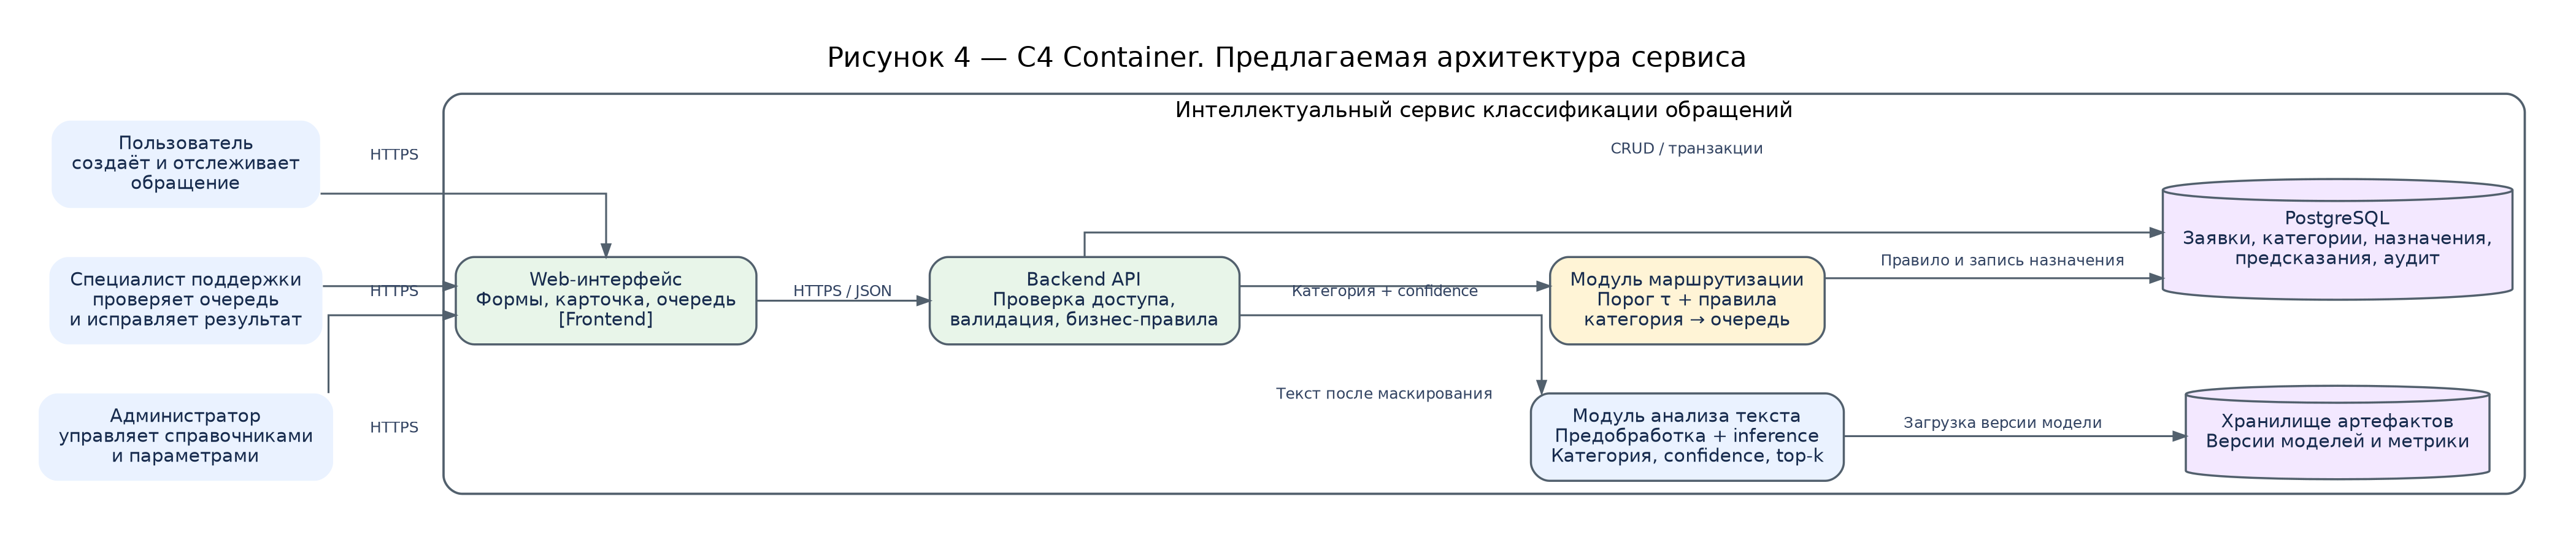 Рисунок 4 — C4 Container. Предлагаемая архитектура сервиса
Интеллектуальный сервис классификации обращений
Пользователь
создаёт и отслеживает
обращение
HTTPS
CRUD / транзакции
PostgreSQL
Заявки, категории, назначения,
предсказания, аудит
Специалист поддержки
проверяет очередь
и исправляет результат
HTTPS
Web-интерфейс
Формы, карточка, очередь
[Frontend]
HTTPS / JSON
Backend API
Проверка доступа,
валидация, бизнес-правила
Категория + confidence
Модуль маршрутизации
Порог τ + правила
категория → очередь
Правило и запись назначения
Администратор
управляет справочниками
и параметрами
HTTPS
Текст после маскирования
Модуль анализа текста
Предобработка + inference
Категория, confidence, top-k
Загрузка версии модели
Хранилище артефактов
Версии моделей и метрики